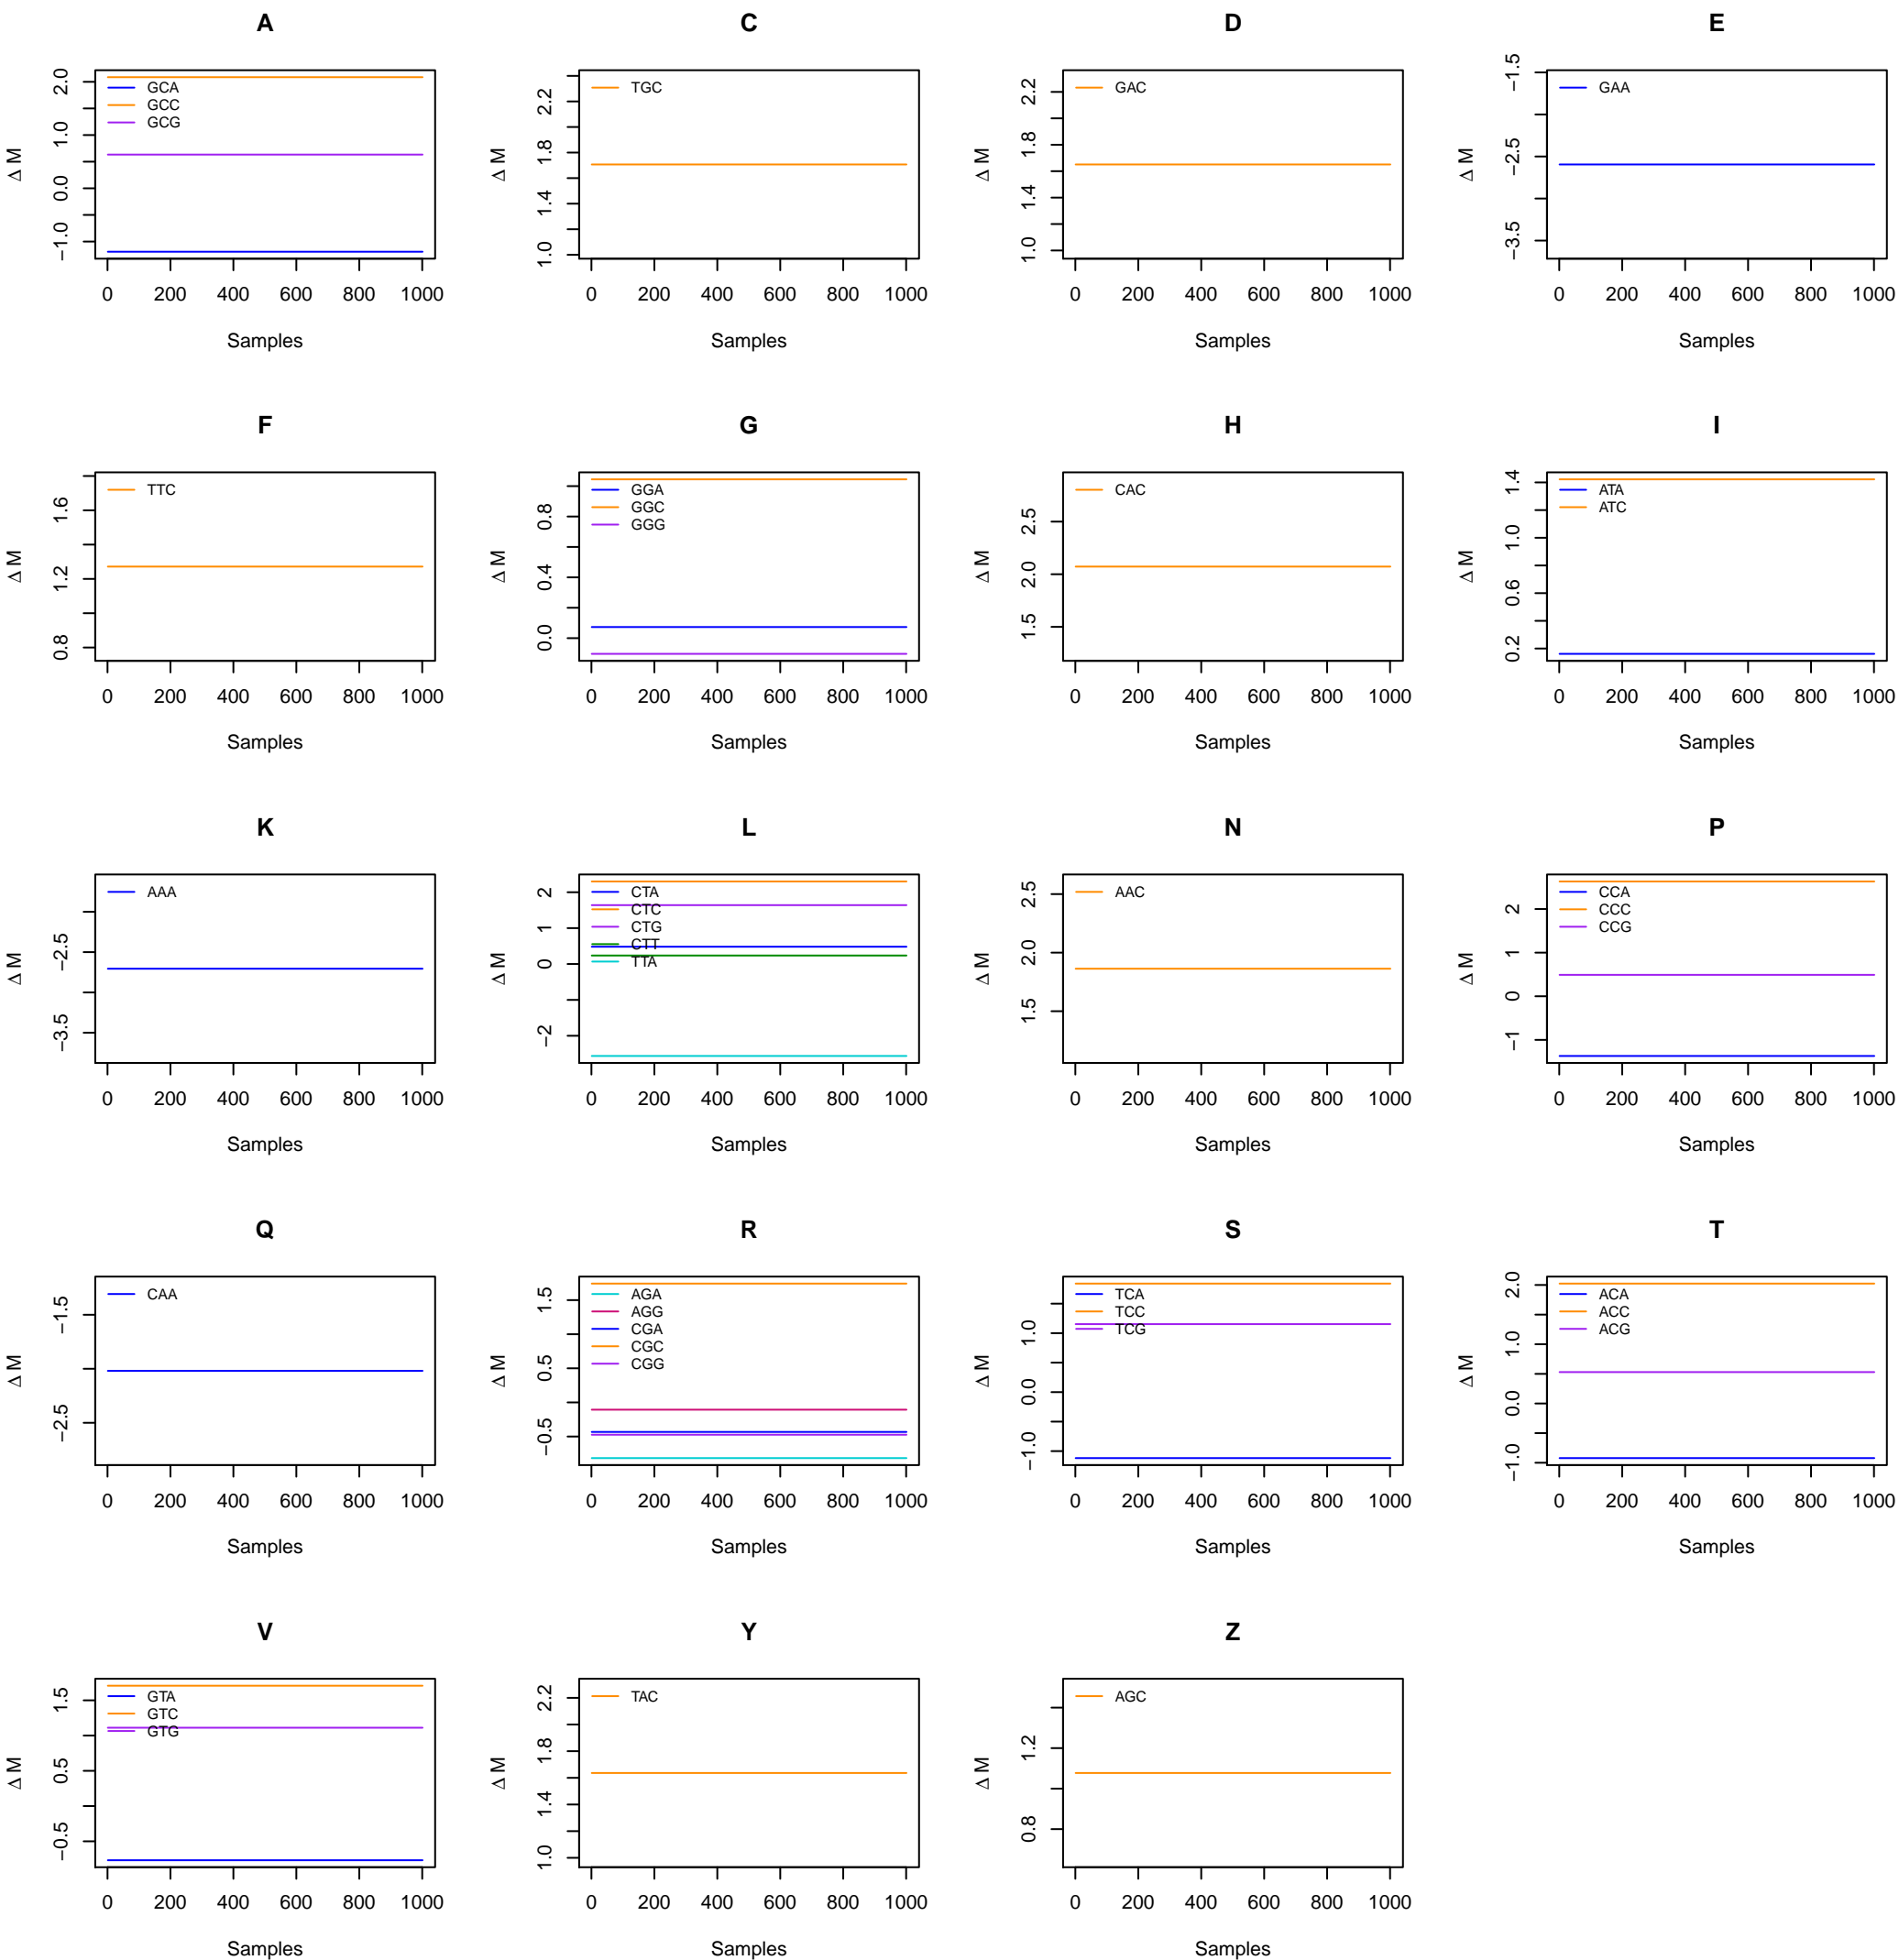 A
Δ M
2.0
1.0
0.0
−1.0
GCA
GCC
GCG
0 200 400 600 800 1000
Samples
C
Δ M
2.2
1.8
1.4
1.0
TGC
0 200 400 600 800 1000
Samples
D
Δ M
2.2
1.8
1.4
1.0
GAC
0 200 400 600 800 1000
Samples
E
Δ M
−1.5
−2.5
−3.5
GAA
0 200 400 600 800 1000
Samples
F
Δ M
1.6
1.2
0.8
TTC
0 200 400 600 800 1000
Samples
G
Δ M
0.8
0.4
0.0
GGA
GGC
GGG
0 200 400 600 800 1000
Samples
H
Δ M
2.5
2.0
1.5
CAC
0 200 400 600 800 1000
Samples
I
Δ M
1.4
1.0
0.6
0.2
ATA
ATC
0 200 400 600 800 1000
Samples
K
Δ M
−2.5
−3.5
AAA
0 200 400 600 800 1000
Samples
L
Δ M
2
1
0
−2
CTA
CTC
CTG
CTT
TTA
0 200 400 600 800 1000
Samples
N
Δ M
2.5
2.0
1.5
AAC
0 200 400 600 800 1000
Samples
P
Δ M
2
1
0
−1
CCA
CCC
CCG
0 200 400 600 800 1000
Samples
Q
Δ M
−1.5
−2.5
CAA
0 200 400 600 800 1000
Samples
R
Δ M
1.5
0.5
−0.5
AGA
AGG
CGA
CGC
CGG
0 200 400 600 800 1000
Samples
S
Δ M
1.0
0.0
−1.0
TCA
TCC
TCG
0 200 400 600 800 1000
Samples
T
Δ M
2.0
1.0
0.0
−1.0
ACA
ACC
ACG
0 200 400 600 800 1000
Samples
V
Δ M
1.5
0.5
−0.5
GTA
GTC
GTG
0 200 400 600 800 1000
Samples
Y
Δ M
2.2
1.8
1.4
1.0
TAC
0 200 400 600 800 1000
Samples
Z
Δ M
1.2
0.8
AGC
0 200 400 600 800 1000
Samples